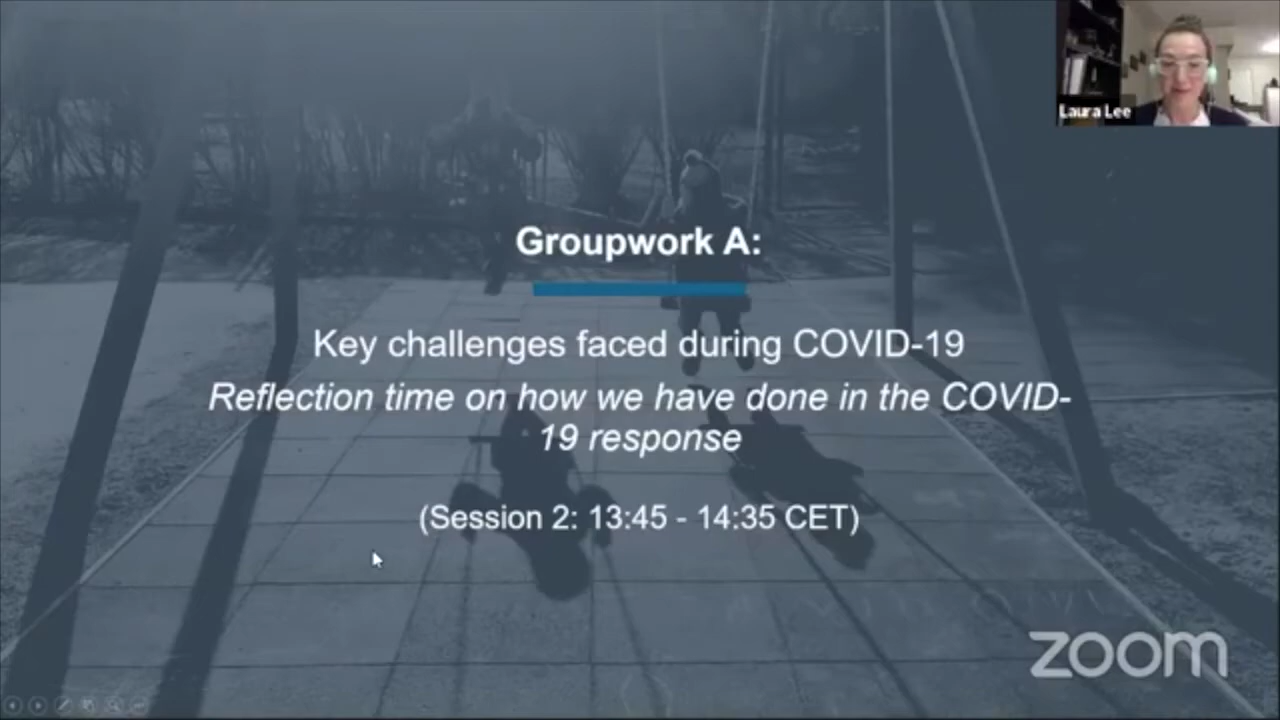 Laura Lee
Groupwork A:
Key challenges faced during COVID-19
Reflection time on how we have done in the COVID-
19 response
(Session 2: 13:45 - 14:35 CET)
zoom